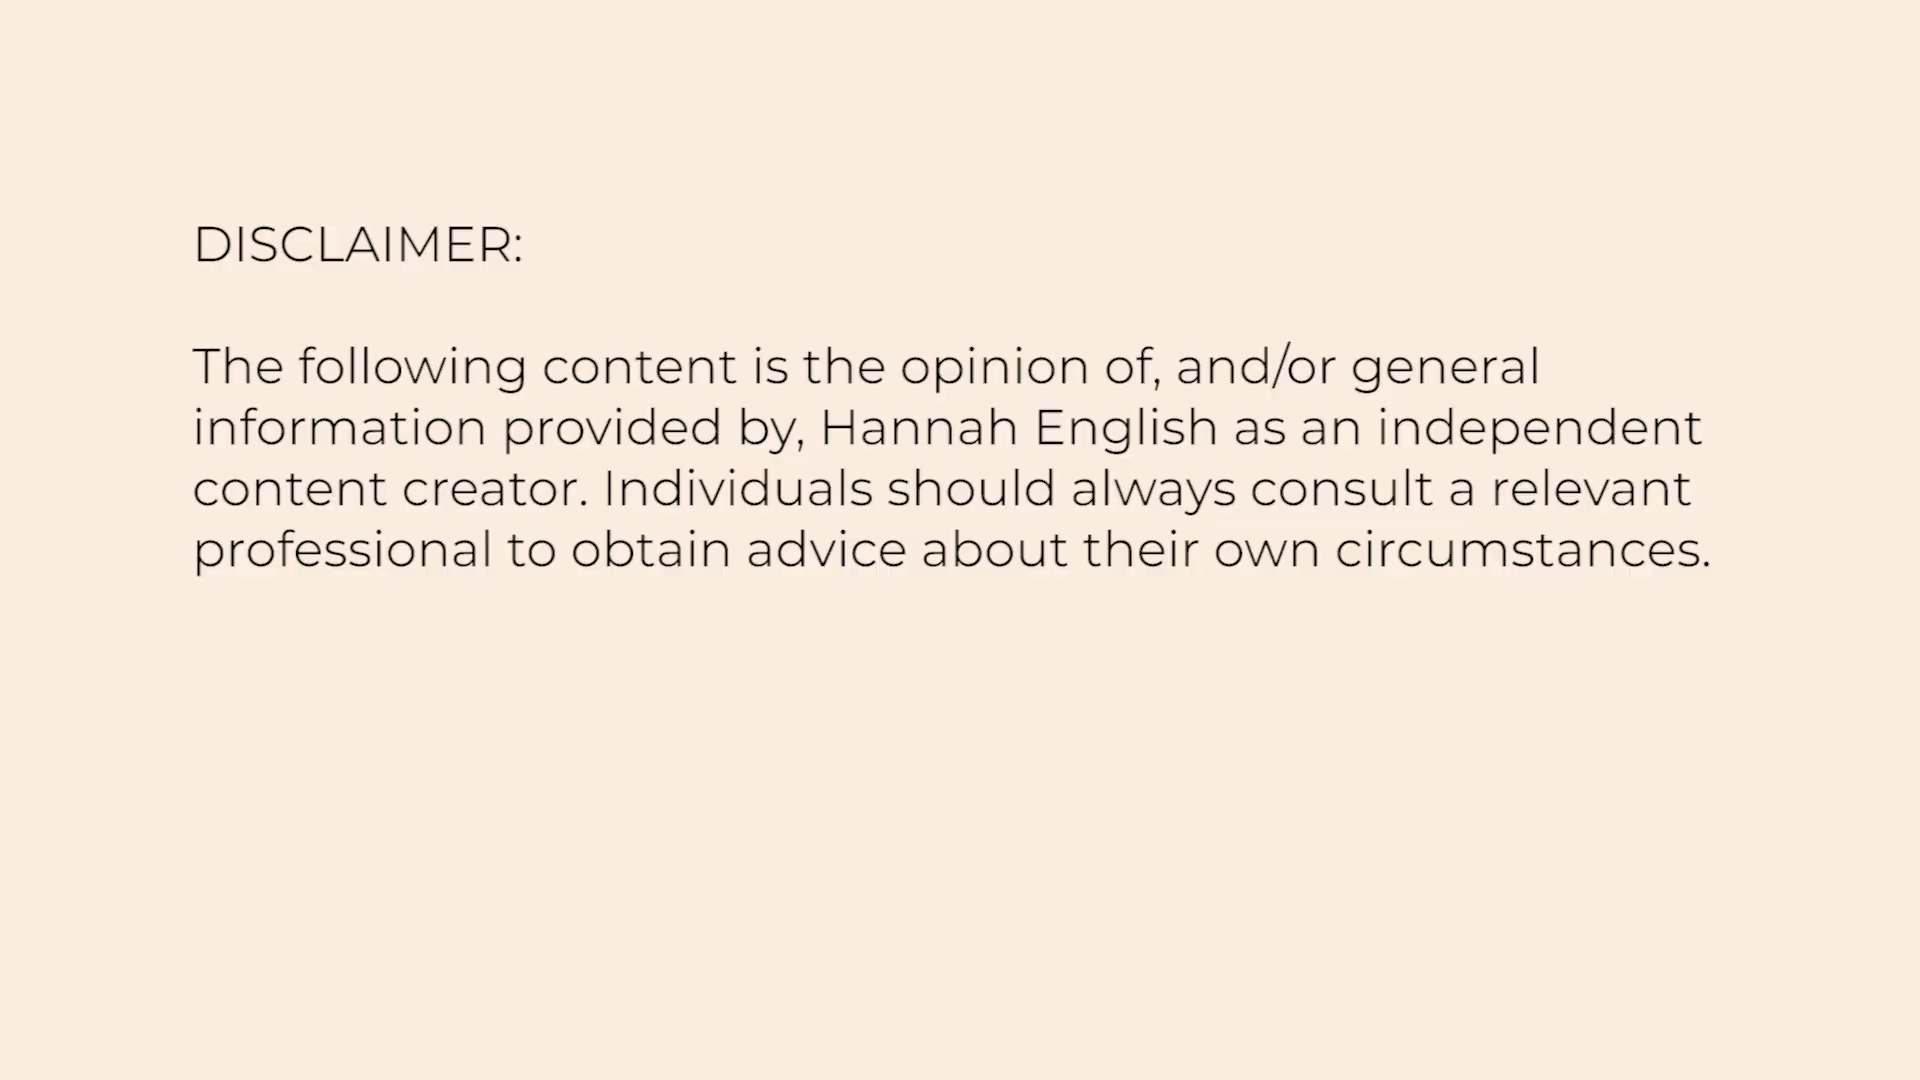 DISCLAIMER:
The following content is the opinion of, and/or general
information provided by, Hannah English as an independent
content creator. Individuals should always consult a relevant
professional to obtain advice about their own circumstances.